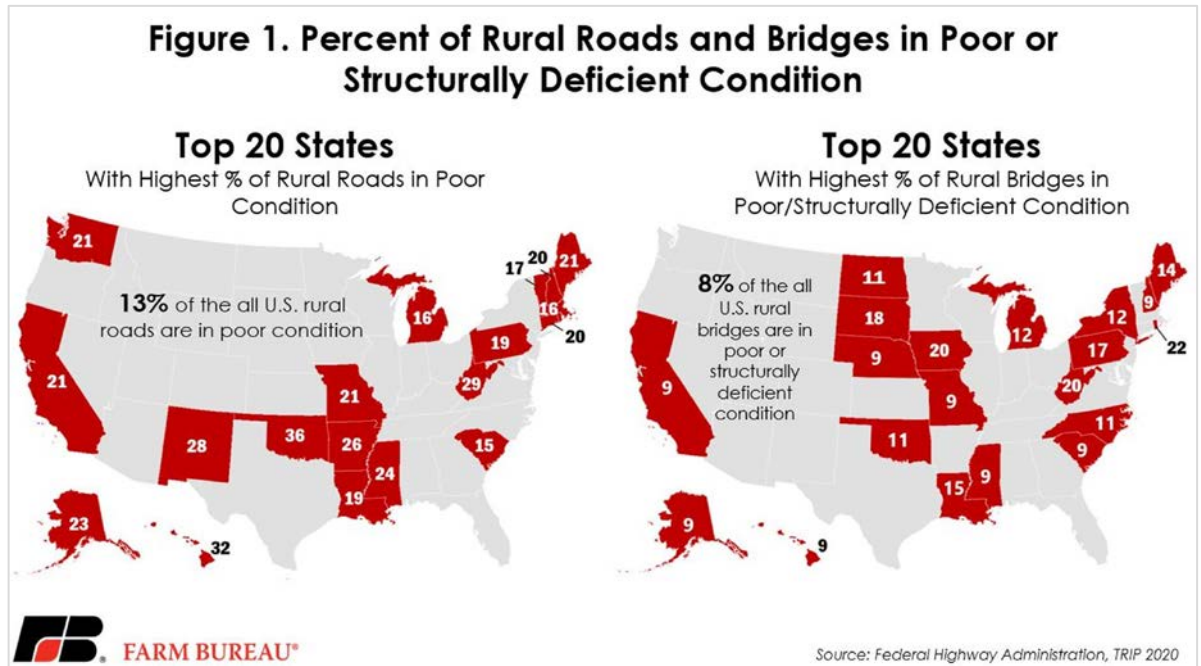 Figure 1. Percent of Rural Roads and Bridges in Poor or
Structurally Deficient Condition
Top 20 States
With Highest % of Rural Roads in Poor
Condition
21
13% of the all U.S. rural
roads are in poor condition
21
28
36
21
26
19
24
16
29
19
15
17
20
21
16
20
23
32
Top 20 States
With Highest % of Rural Bridges in
Poor/Structurally Deficient Condition
8% of the all
U.S. rural
bridges are in
poor or
structurally
deficient
condition
9
11
18
9
20
9
11
15
9
12
20
17
12
9
14
22
11
9
9
9
FB.
FARM BUREAU®
Source: Federal Highway Administration, TRIP 2020